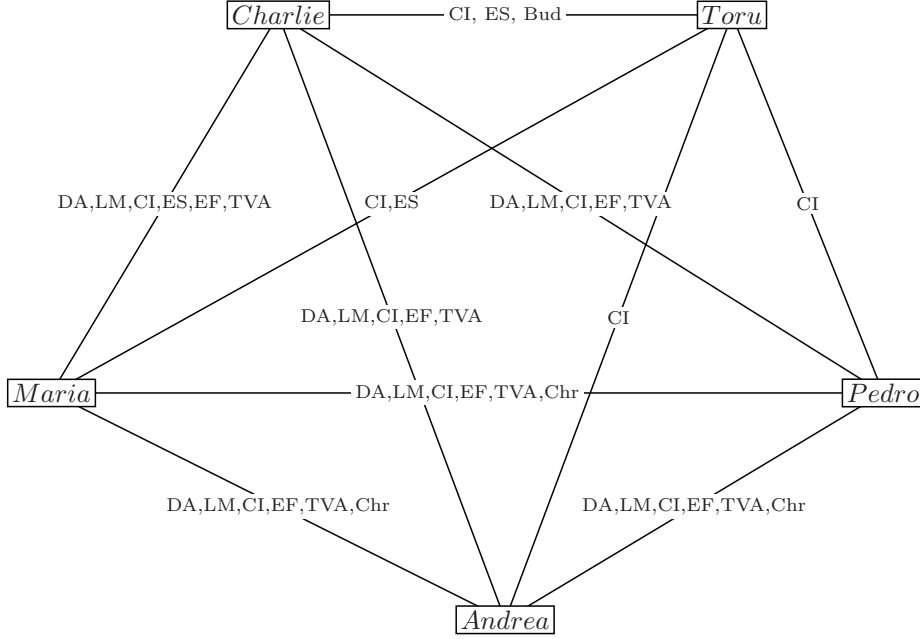 Charlie
CI, ES, Bud
Toru
DA,LM,CI,ES,EF,TVA
CI,ES
DA,LM,CI,EF,TVA
CI
DA,LM,CI,EF,TVA
CI
Maria
DA,LM,CI,EF,TVA,Chr
Pedro
DA,LM,CI,EF,TVA,Chr
DA,LM,CI,EF,TVA,Chr
Andrea